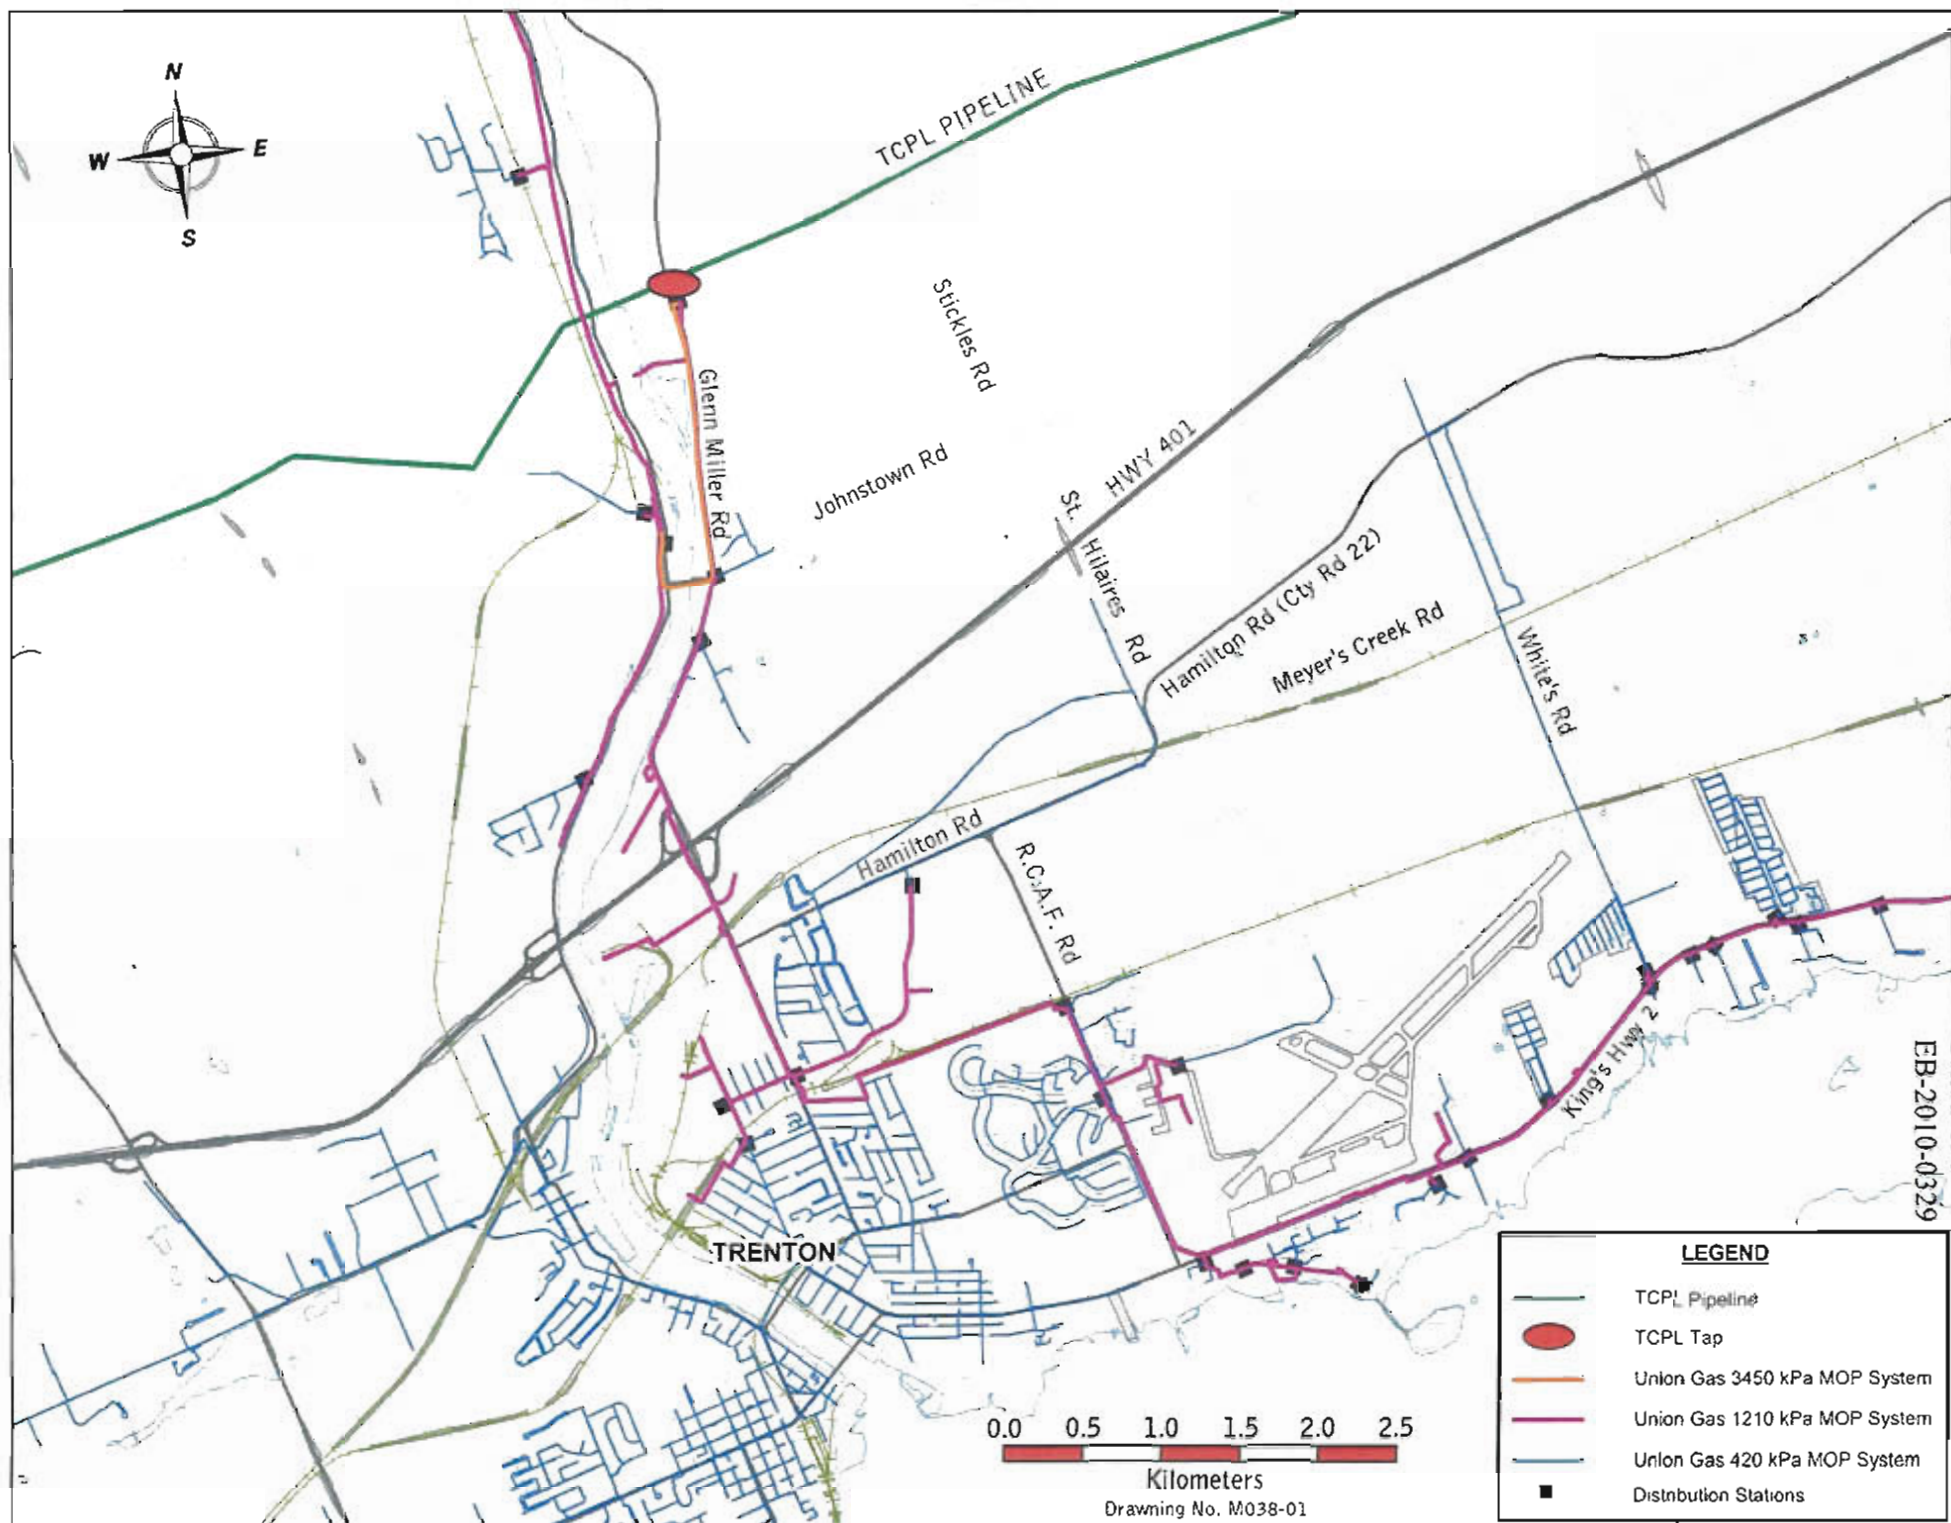 N
W
E
S
TCPL PIPELINE
Stickles Rd
Glenn Miller Rd
Johnstown Rd
HWY 401
St. Hilaires Rd
Hamilton Rd (Cty Rd 22)
Meyer's Creek Rd
White's Rd
Hamilton Rd
R.C.A.F. Rd
King's Hwy 2
EB-2010-0329
TRENTON
LEGEND
TCPL Pipeline
TCPL Tap
Union Gas 3450 kPa MOP System
Union Gas 1210 kPa MOP System
Union Gas 420 kPa MOP System
Distribution Stations
0.0 0.5 1.0 1.5 2.0 2.5
Kilometers
Drawning No. M038-01